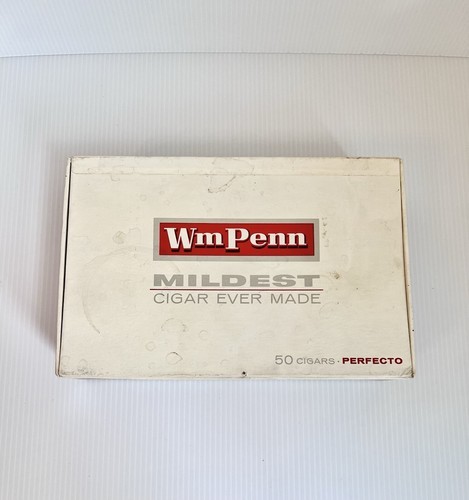 WmPenn
MILDEST
CIGAR EVER MADE
50 CIGARS · PERFECTO